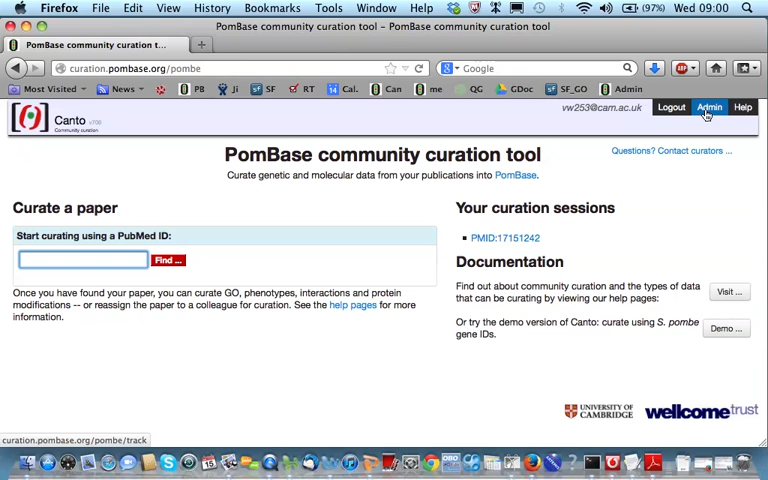 Firefox File Edit View History Bookmarks Tools Window Help (97%) Wed 09:00
PomBase community curation tool - PomBase community curation tool
PomBase community curation t...
curation.pombase.org/pombe
Google
Most Visited News PB Ji SF RT Cal. Can me QG GDoc SF_GO Admin
vw253@cam.ac.uk Logout Admin Help
Canto v700
Community curation
PomBase community curation tool
Questions? Contact curators ...
Curate genetic and molecular data from your publications into PomBase.
Curate a paper
Start curating using a PubMed ID:
Find ...
Once you have found your paper, you can curate GO, phenotypes, interactions and protein
modifications -- or reassign the paper to a colleague for curation. See the help pages for more
information.
Your curation sessions
PMID:17151242
Documentation
Find out about community curation and the types of data
that can be curating by viewing our help pages:
Visit ...
Or try the demo version of Canto: curate using S. pombe
gene IDs.
Demo ...
UNIVERSITY OF
CAMBRIDGE
wellcometrust
curation.pombase.org/pombe/track